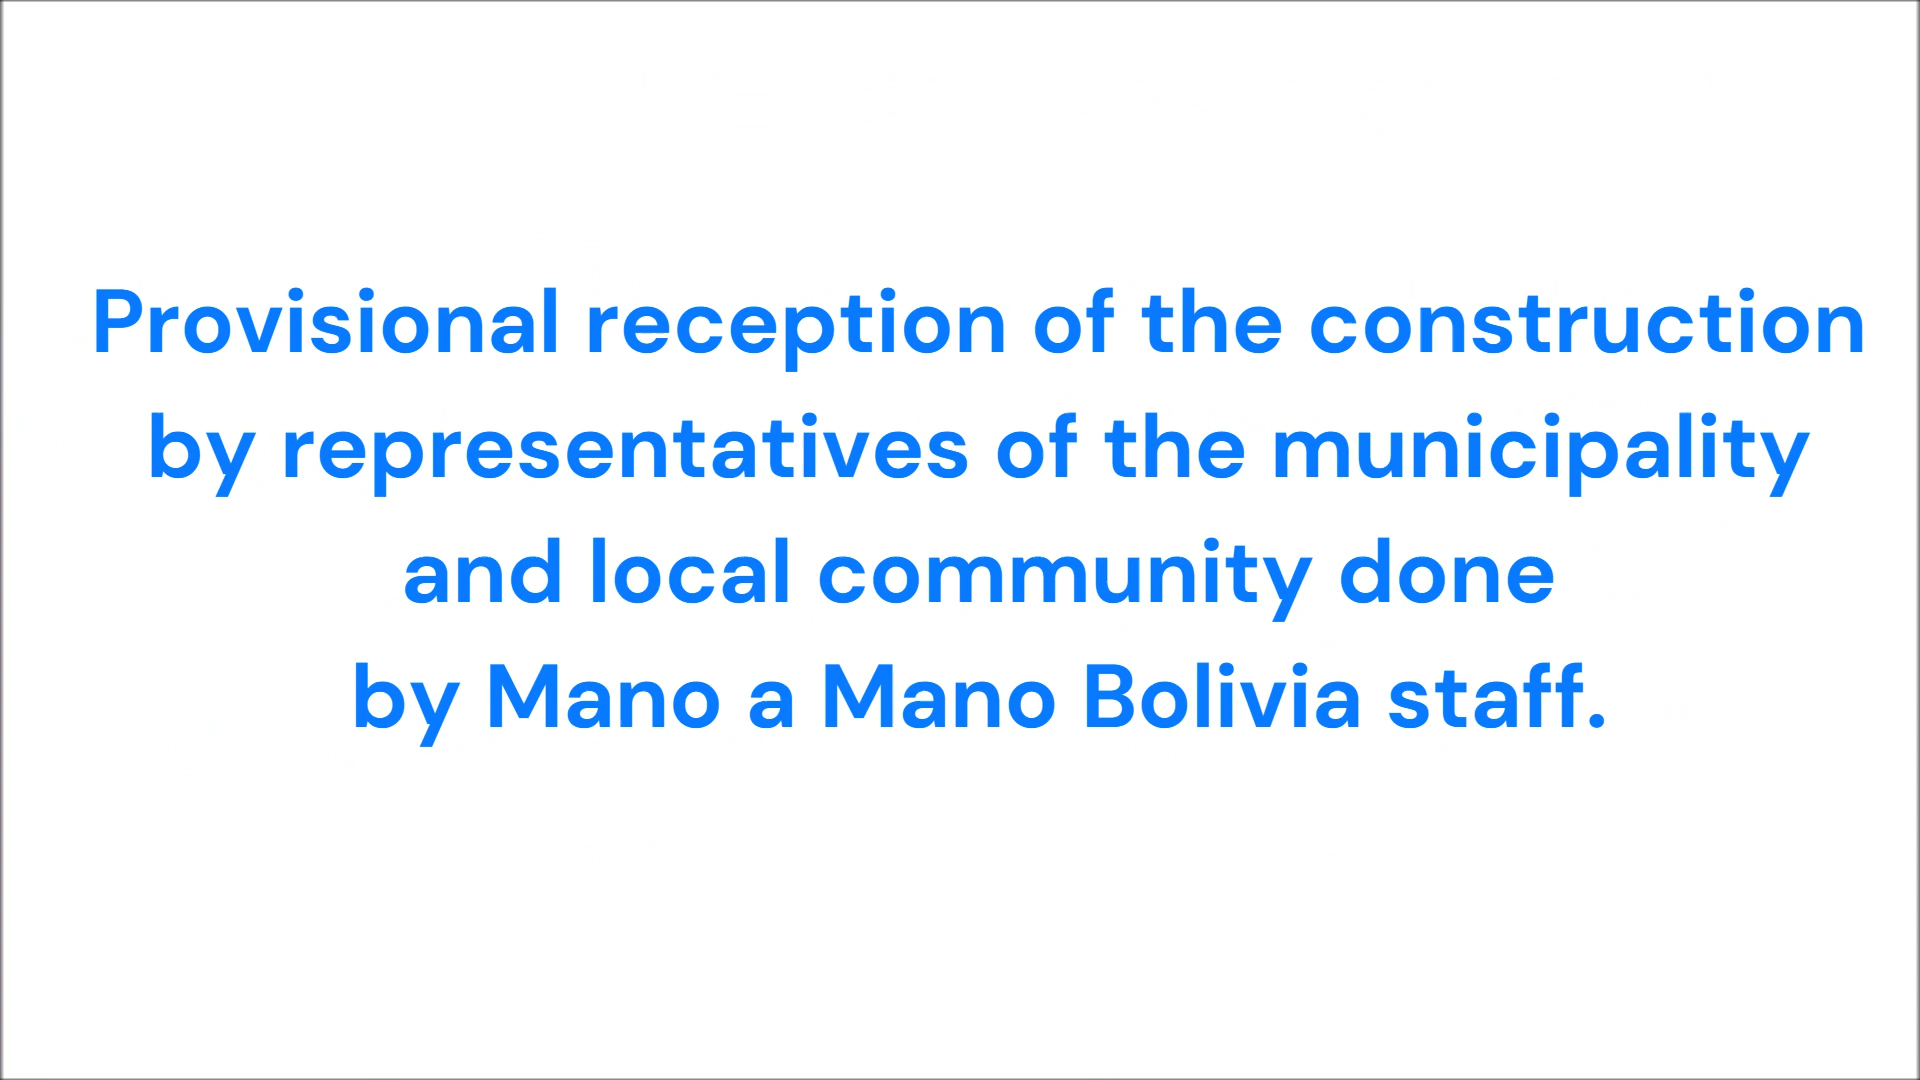 Provisional reception of the construction
by representatives of the municipality
and local community done
by Mano a Mano Bolivia staff.